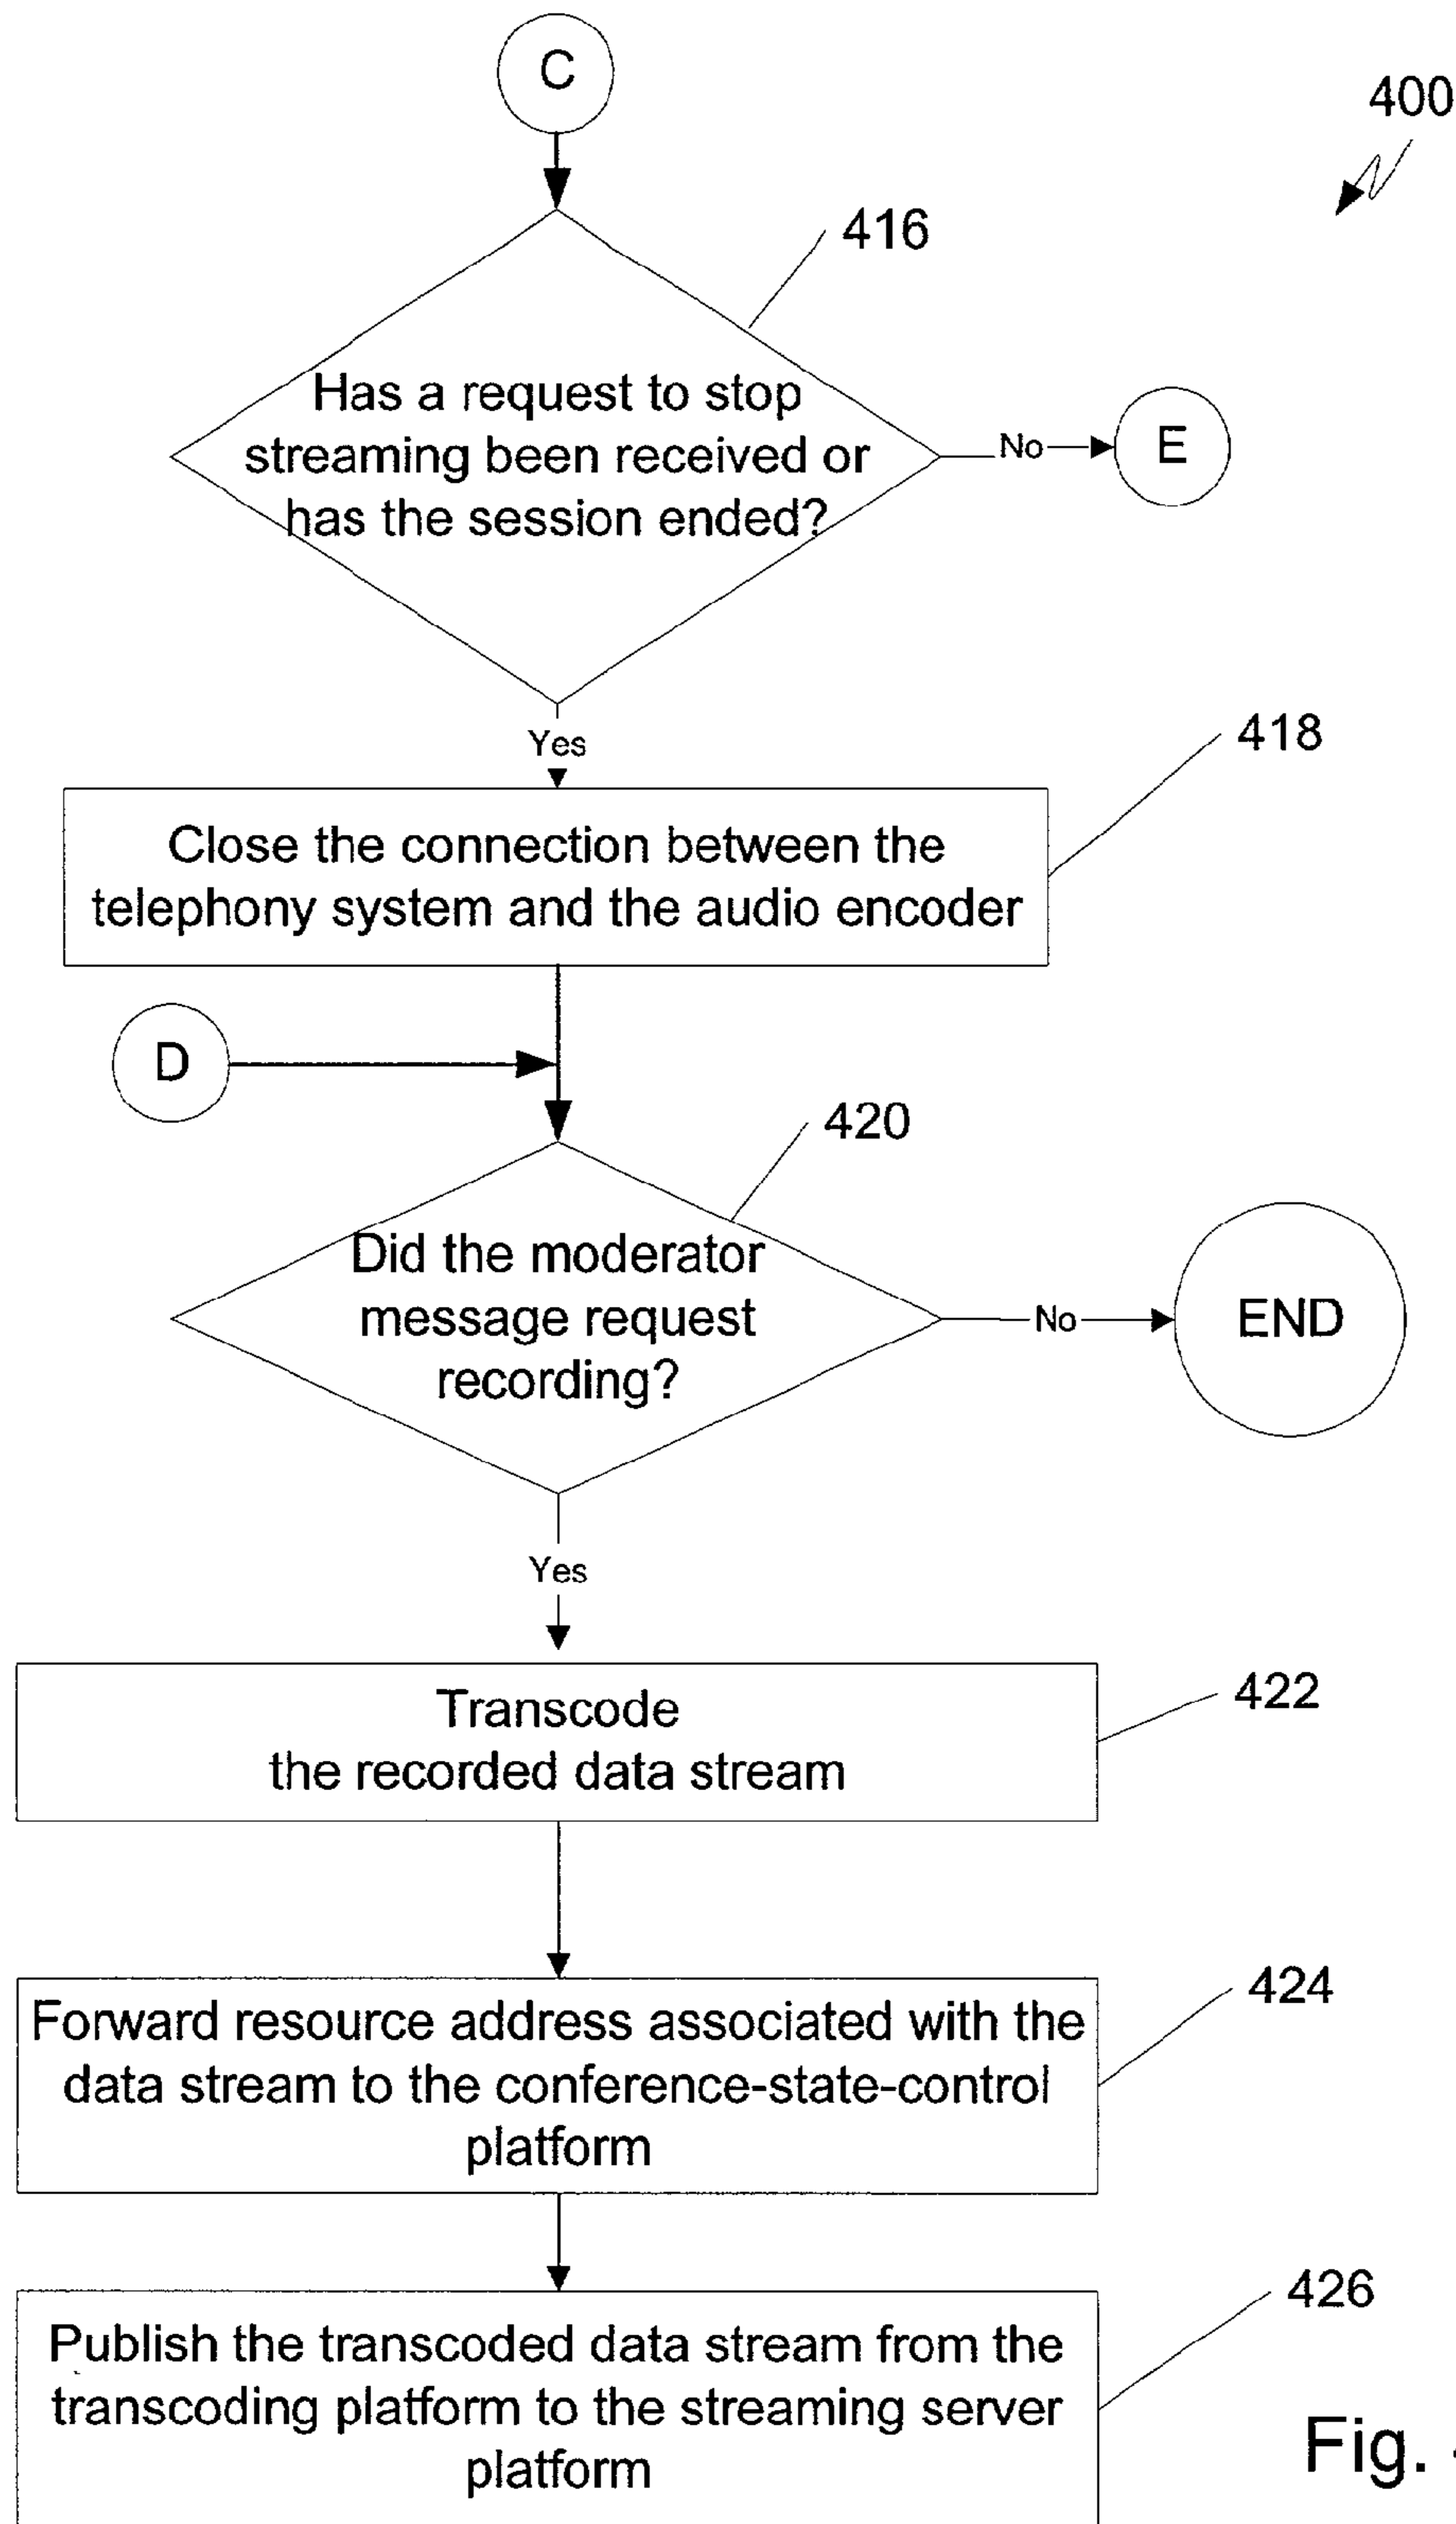 C
400
416
Has a request to stop
streaming been received or
has the session ended?
No
E
Yes
418
Close the connection between the
telephony system and the audio encoder
D
420
Did the moderator
message request
recording?
No
END
Yes
422
Transcode
the recorded data stream
424
Forward resource address associated with the
data stream to the conference-state-control
platform
426
Publish the transcoded data stream from the
transcoding platform to the streaming server
platform
Fig.